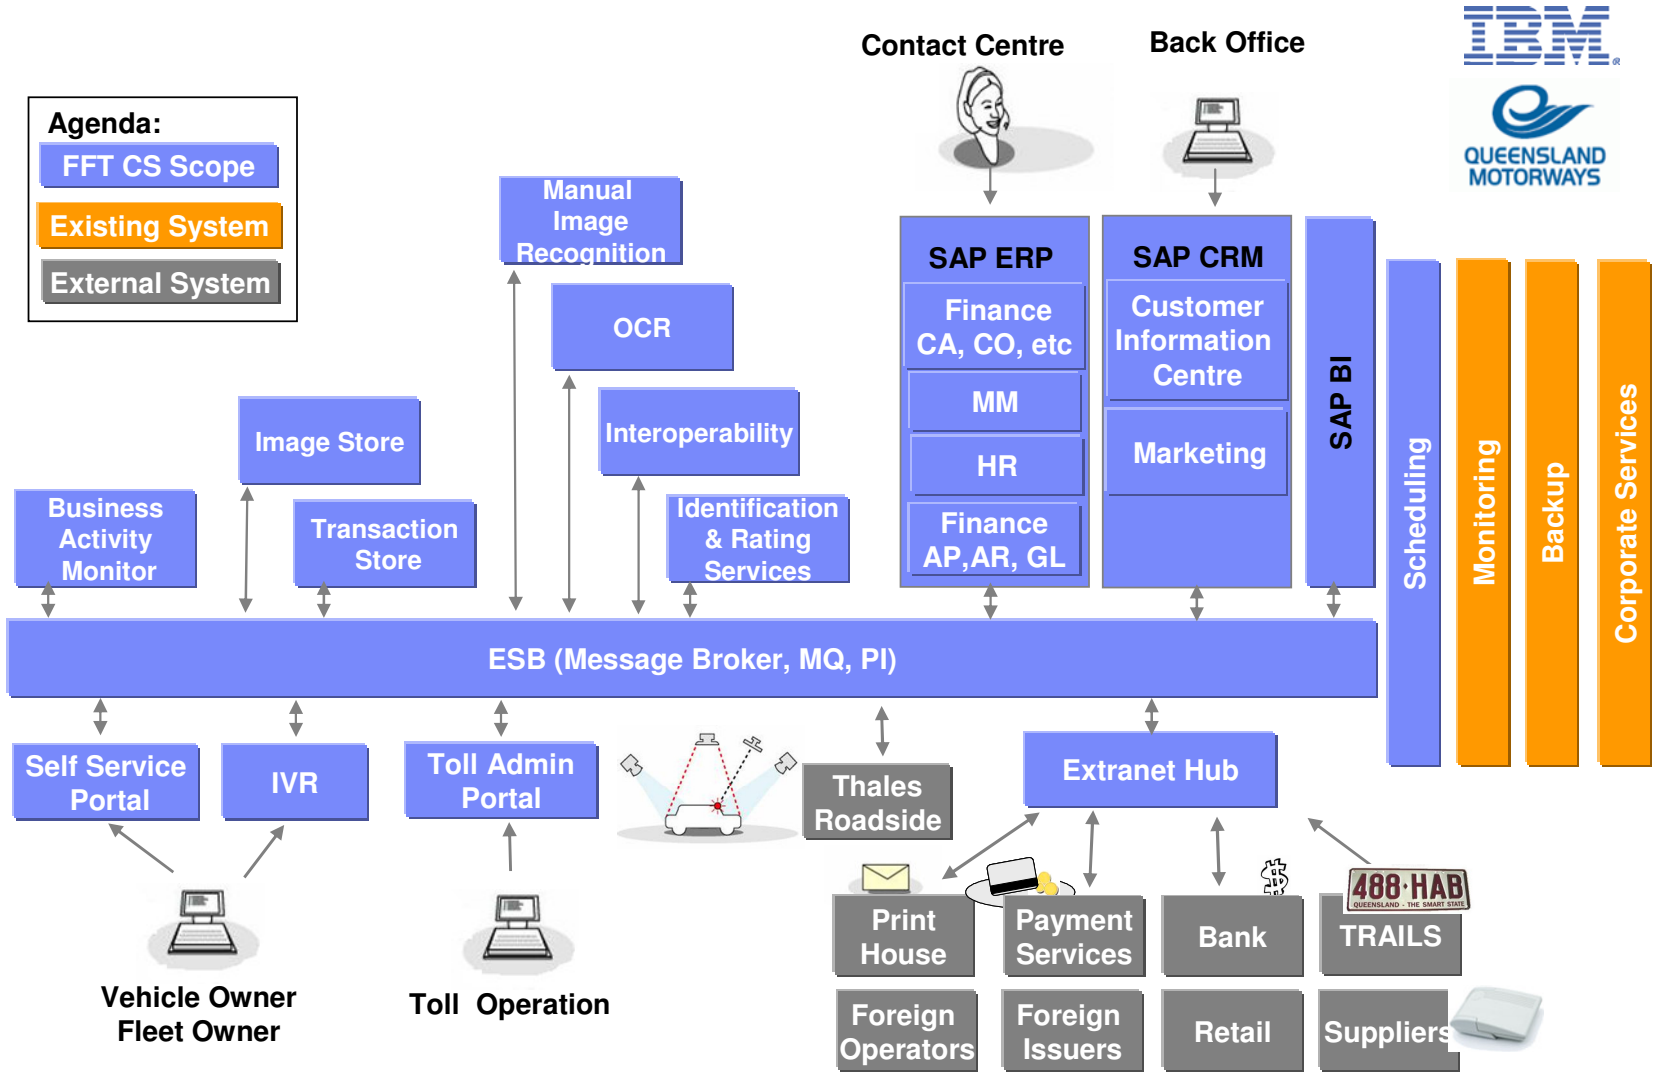 Contact Centre
Back Office
IBM
®
QUEENSLAND
MOTORWAYS
Agenda:
FFT CS Scope
Existing System
External System
Manual
Image
Recognition
OCR
Interoperability
Image Store
Identification
& Rating
Services
Business
Activity
Monitor
Transaction
Store
SAP ERP
Finance
CA, CO, etc
MM
HR
Finance
AP,AR, GL
SAP CRM
Customer
Information
Centre
Marketing
SAP BI
Scheduling
Monitoring
Backup
Corporate Services
ESB (Message Broker, MQ, PI)
Self Service
Portal
IVR
Toll Admin
Portal
Thales
Roadside
Extranet Hub
$
488·HAB
QUEENSLAND - THE SMART STATE
Print
House
Payment
Services
Bank
TRAILS
Foreign
Operators
Foreign
Issuers
Retail
Suppliers
Vehicle Owner
Fleet Owner
Toll Operation